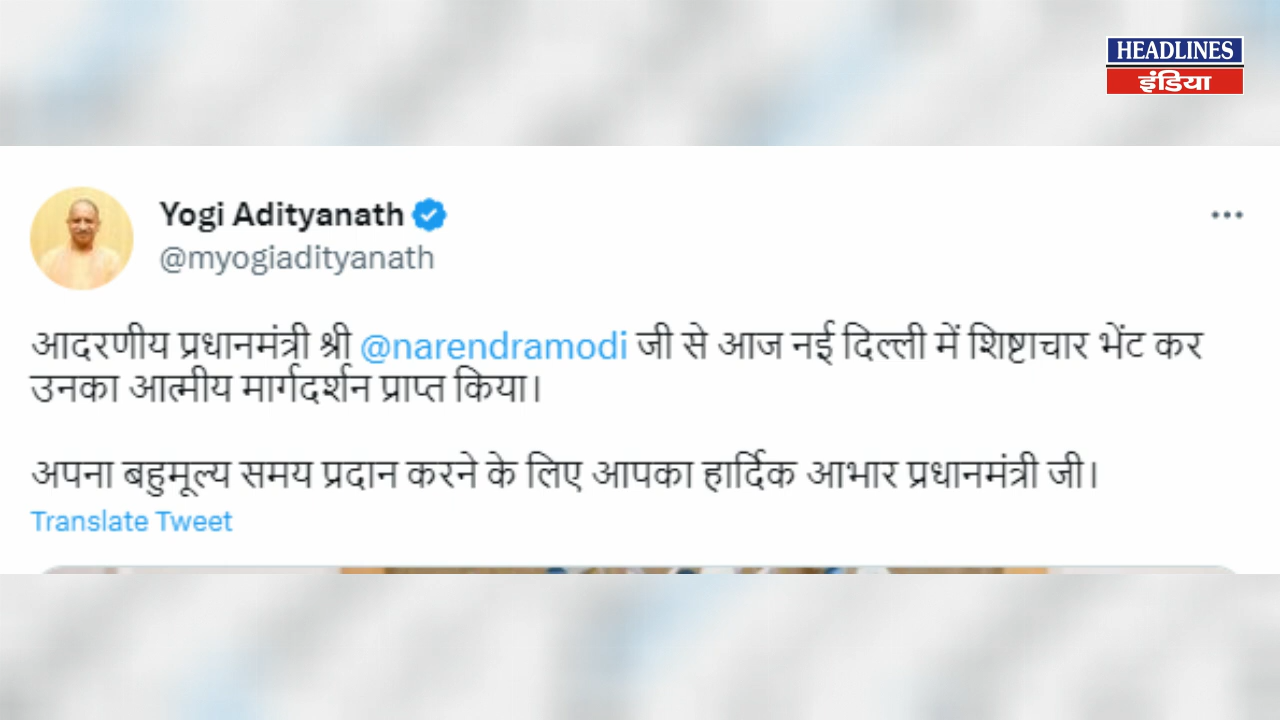 HEADLINES
इंडिया
Yogi Adityanath
@myogiadityanath
आदरणीय प्रधानमंत्री श्री @narendramodi जी से आज नई दिल्ली में शिष्टाचार भेंट कर
उनका आत्मीय मार्गदर्शन प्राप्त किया।
अपना बहुमूल्य समय प्रदान करने के लिए आपका हार्दिक आभार प्रधानमंत्री जी।
Translate Tweet